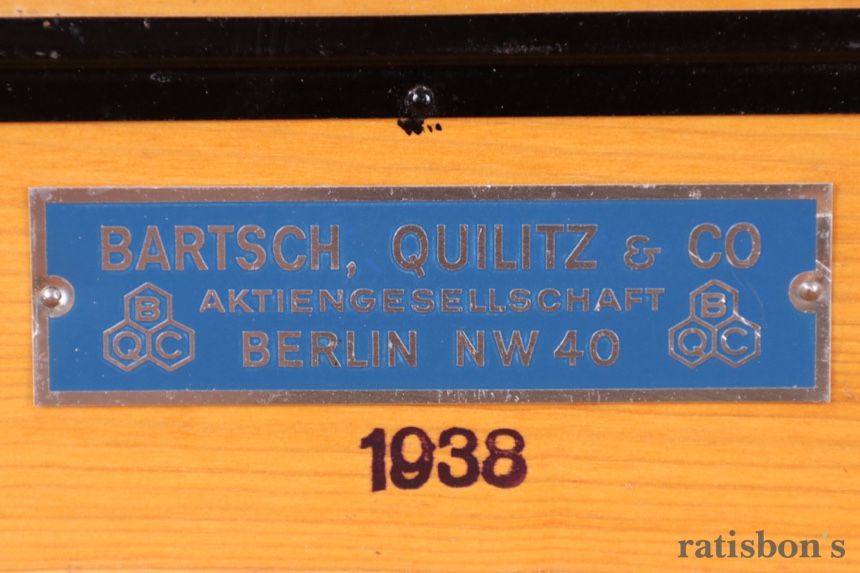 BARTSCH, QUILITZ & CO
AKTIENGESELLSCHAFT
BERLIN NW 40
B
QC
B
QC
1938
ratisbon's